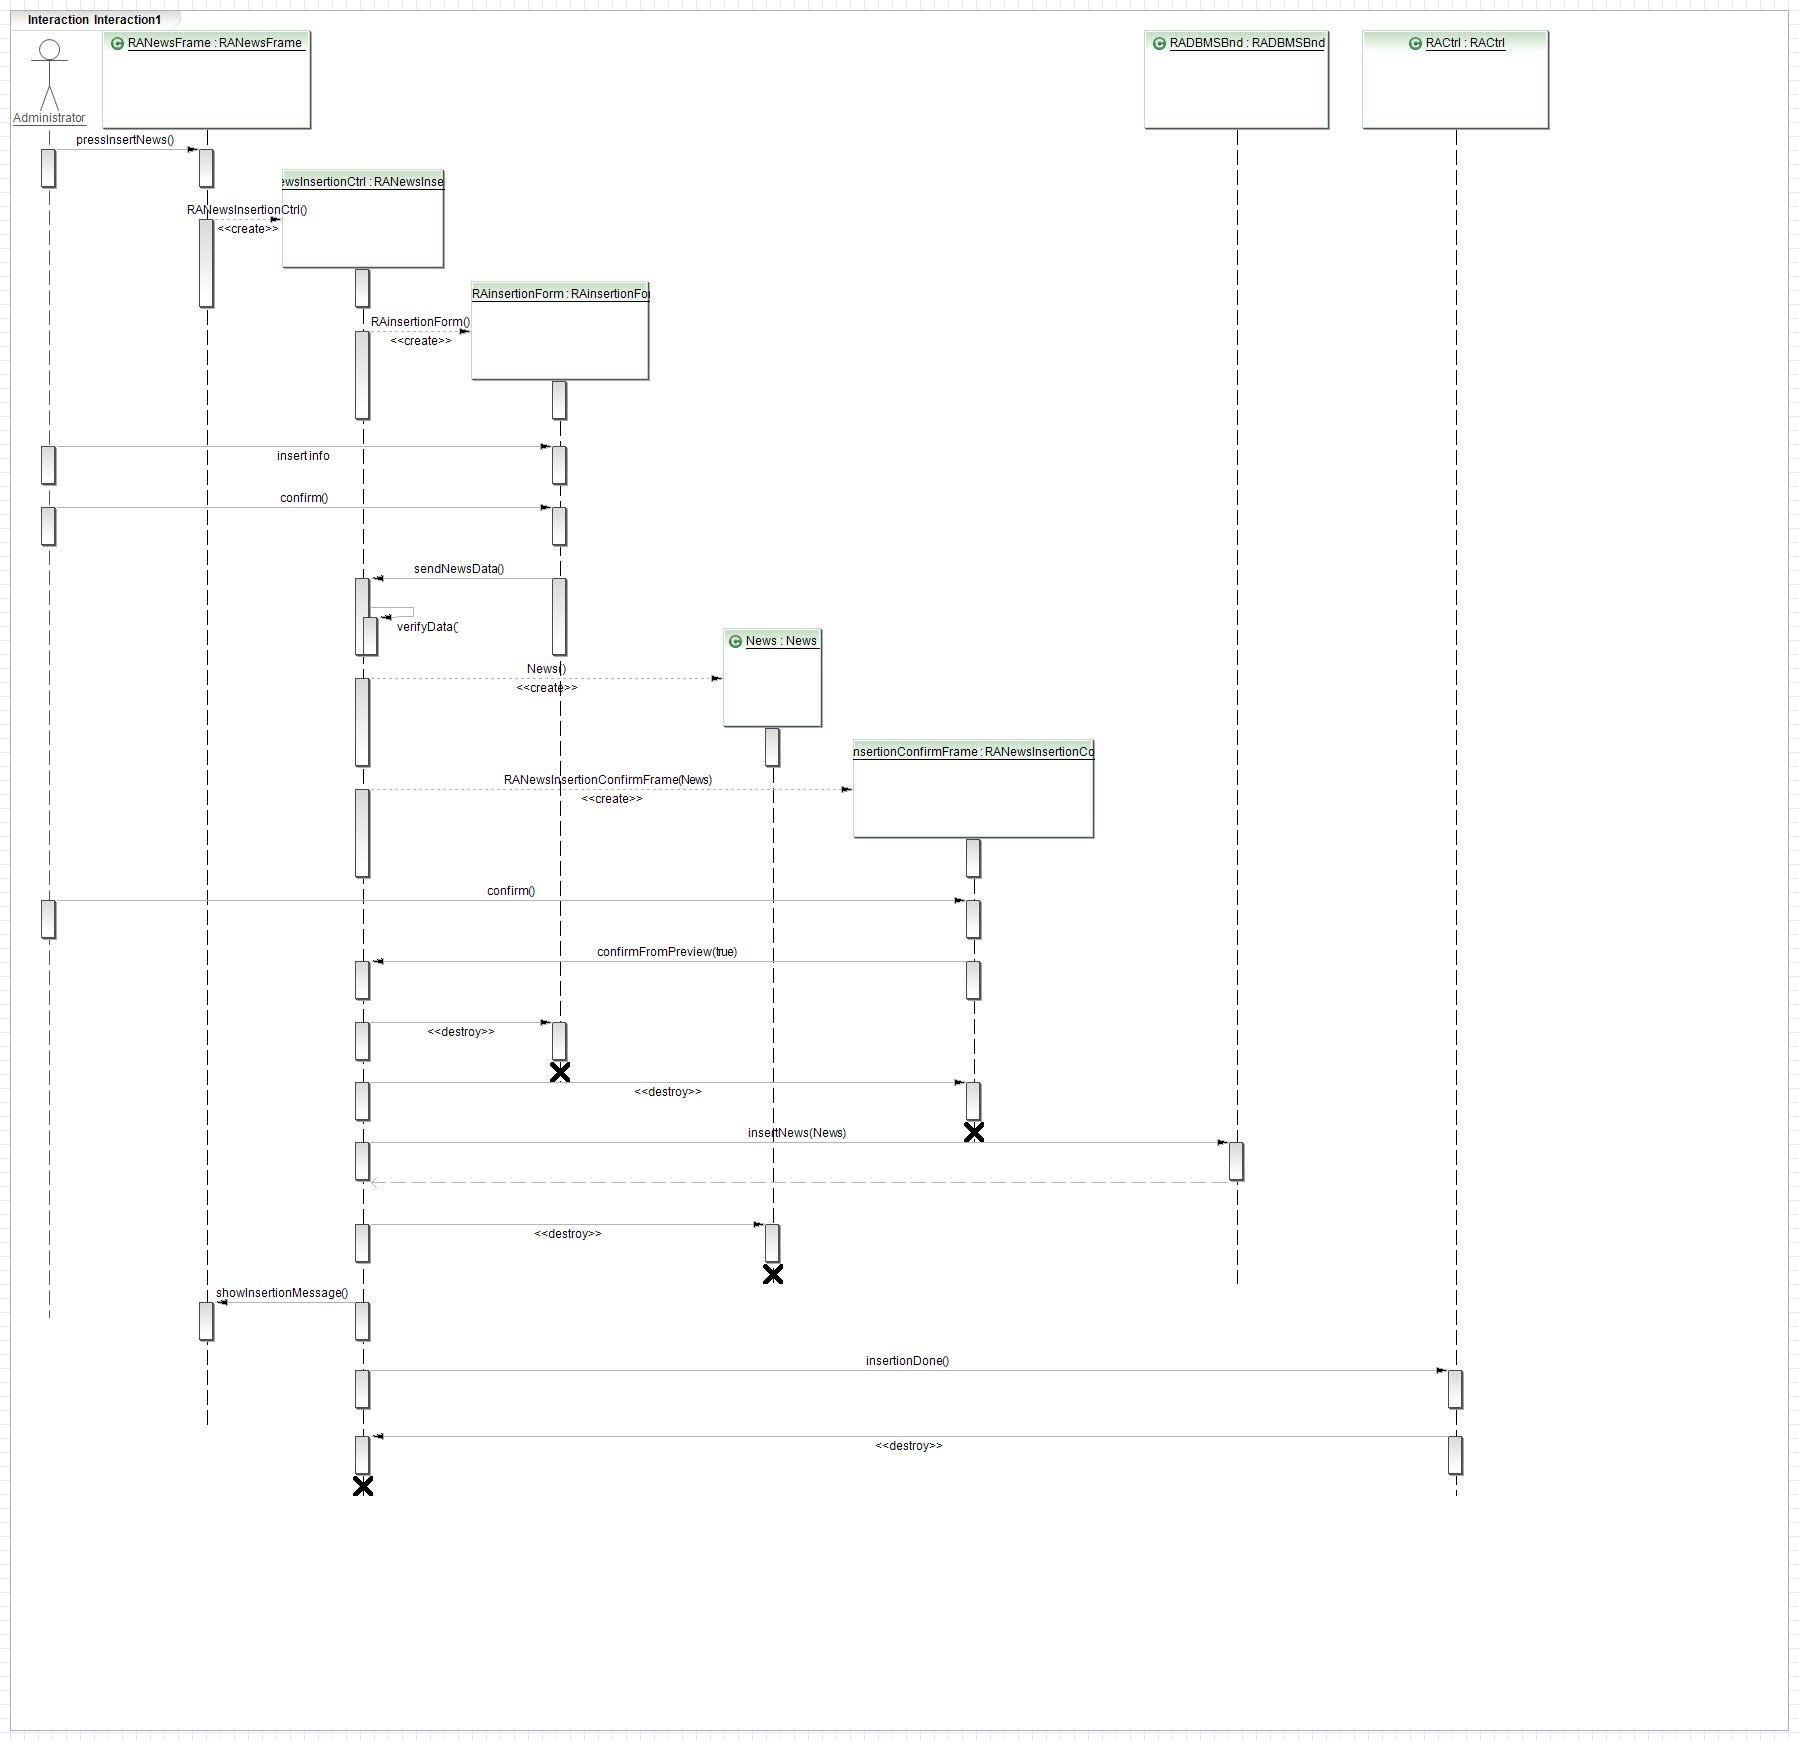 Interaction Interaction1
RANewsFrame : RANewsFrame
RADBMSBnd : RADBMSBnd
RACtrl : RACtrl
Administrator
pressInsertNews()
ewsInsertionCtrl : RANewsInse
RANewsInsertionCtrl()
<<create>>
RAinsertionForm : RAinsertionFor
RAinsertionForm()
<<create>>
insert info
confirm()
sendNewsData()
verifyData(
News : News
News()
<<create>>
nsertionConfirmFrame : RANewsInsertionCo
RANewsInsertionConfirmFrame(News)
<<create>>
confirm()
confirmFromPreview(true)
<<destroy>>
<<destroy>>
insertNews(News)
<<destroy>>
showInsertionMessage()
insertionDone()
<<destroy>>